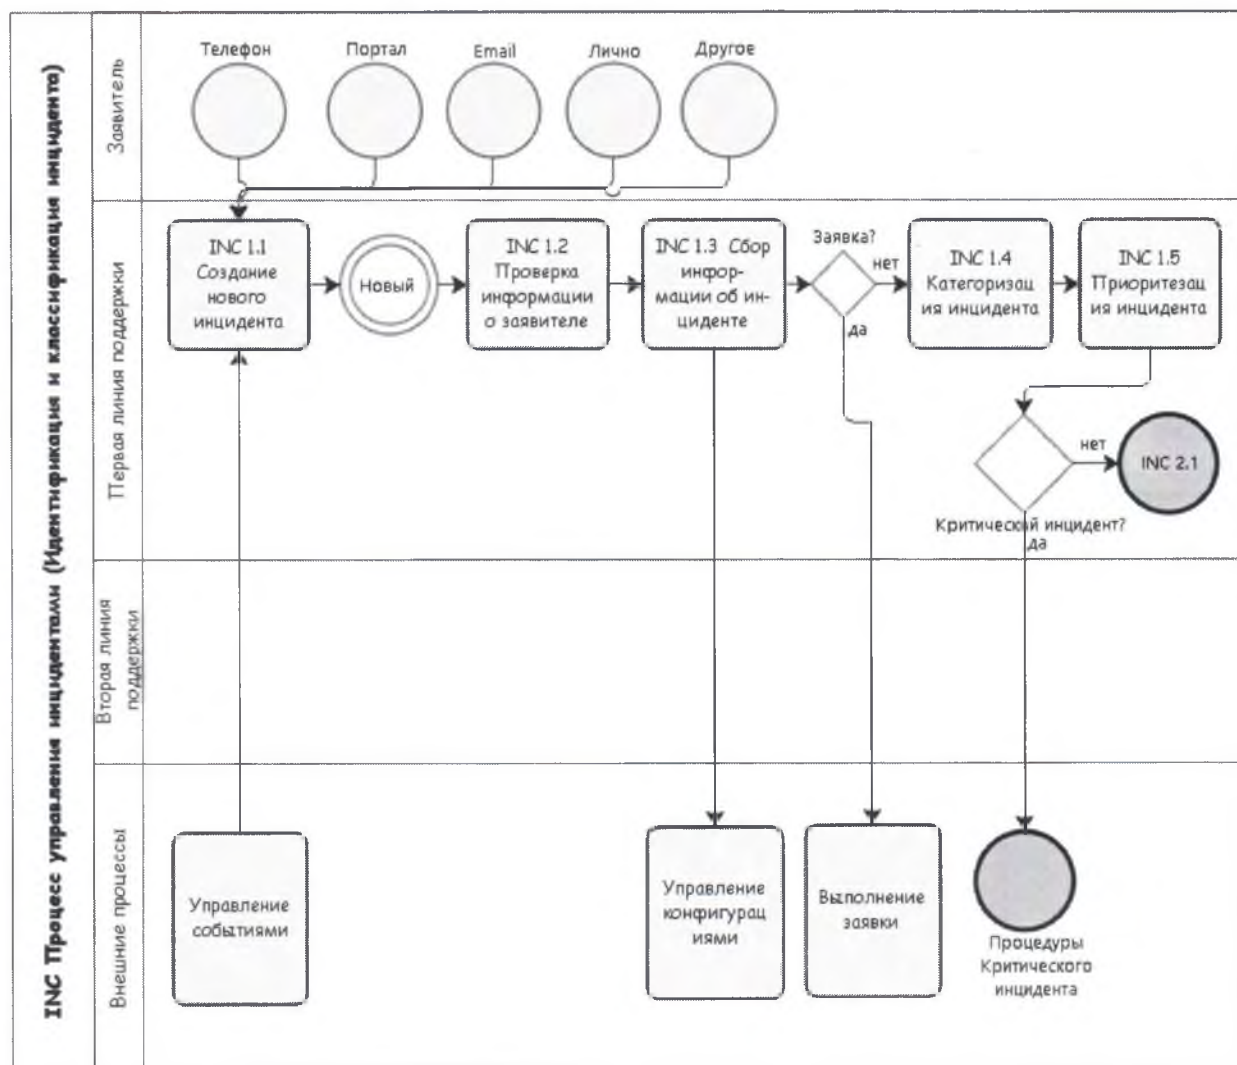 INC Процесс управления инцидентами (Идентификация и классификация инцидента)
Заявитель
Телефон
Портал
Email
Лично
Другое
Первая линия поддержки
INC 1.1
Создание
нового
инцидента
Новый
INC 1.2
Проверка
информации
о заявителе
INC 1.3 Сбор
инфор-
мации об ин-
циденте
Заявка?
нет
да
INC 1.4
Категоризац
ия инцидента
INC 1.5
Приоритезац
ия инцидента
нет
INC 2.1
Критический инцидент?
да
Вторая линия
поддержки
Внешние процессы
Управление
событиями
Управление
конфигурац
иями
Выполнение
заявки
Процедуры
Критического
инцидента